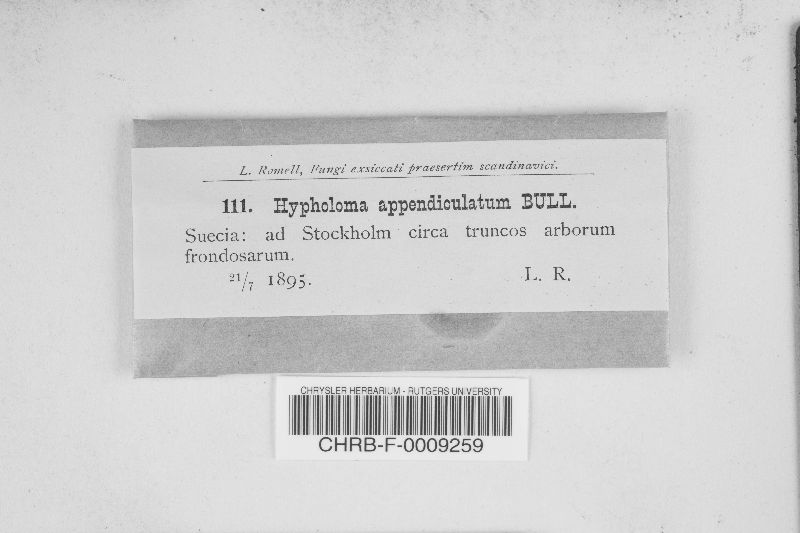 L. Romell, Fungi exsiccati praesertim scandinavici.
111. Hypholoma appendiculatum BULL.
Suecia: ad Stockholm circa truncos arborum
frondosarum.
21/7 1895. L. R.
CHRYSLER HERBARIUM - RUTGERS UNIVERSITY
CHRB-F-0009259